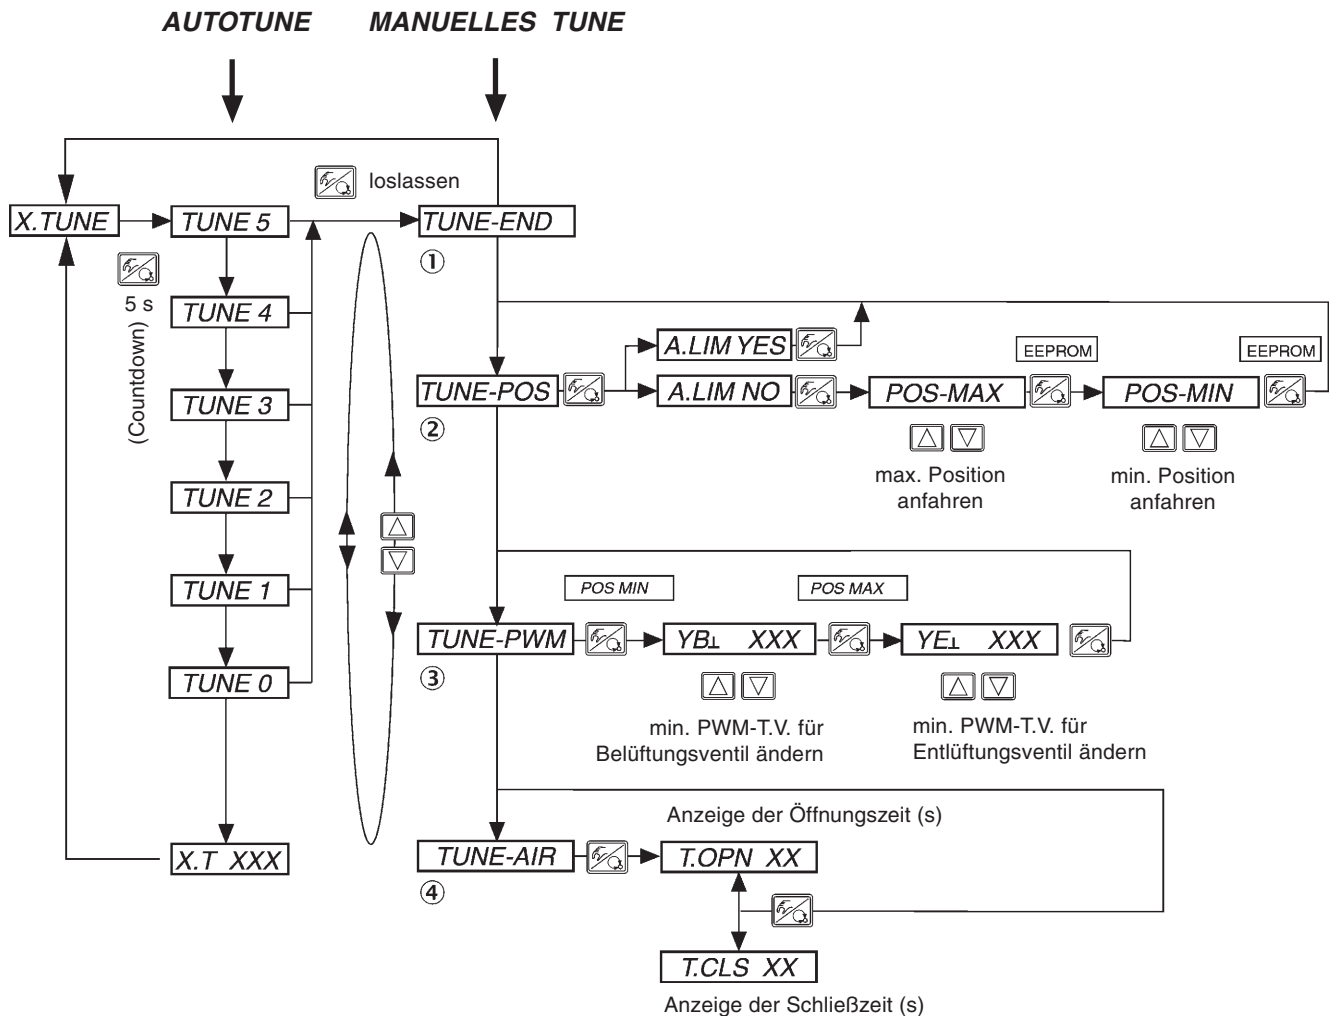 AUTOTUNE
MANUELLES TUNE
loslassen
X.TUNE
TUNE 5
TUNE-END
①
5 s
(Countdown)
TUNE 4
A.LIM YES
EEPROM
EEPROM
TUNE-POS
A.LIM NO
POS-MAX
POS-MIN
TUNE 3
②
max. Position
anfahren
min. Position
anfahren
TUNE 2
TUNE 1
POS MIN
POS MAX
TUNE-PWM
YB⊥ XXX
YE⊥ XXX
③
TUNE 0
min. PWM-T.V. für
Belüftungsventil ändern
min. PWM-T.V. für
Entlüftungsventil ändern
Anzeige der Öffnungszeit (s)
X.T XXX
TUNE-AIR
T.OPN XX
④
T.CLS XX
Anzeige der Schließzeit (s)